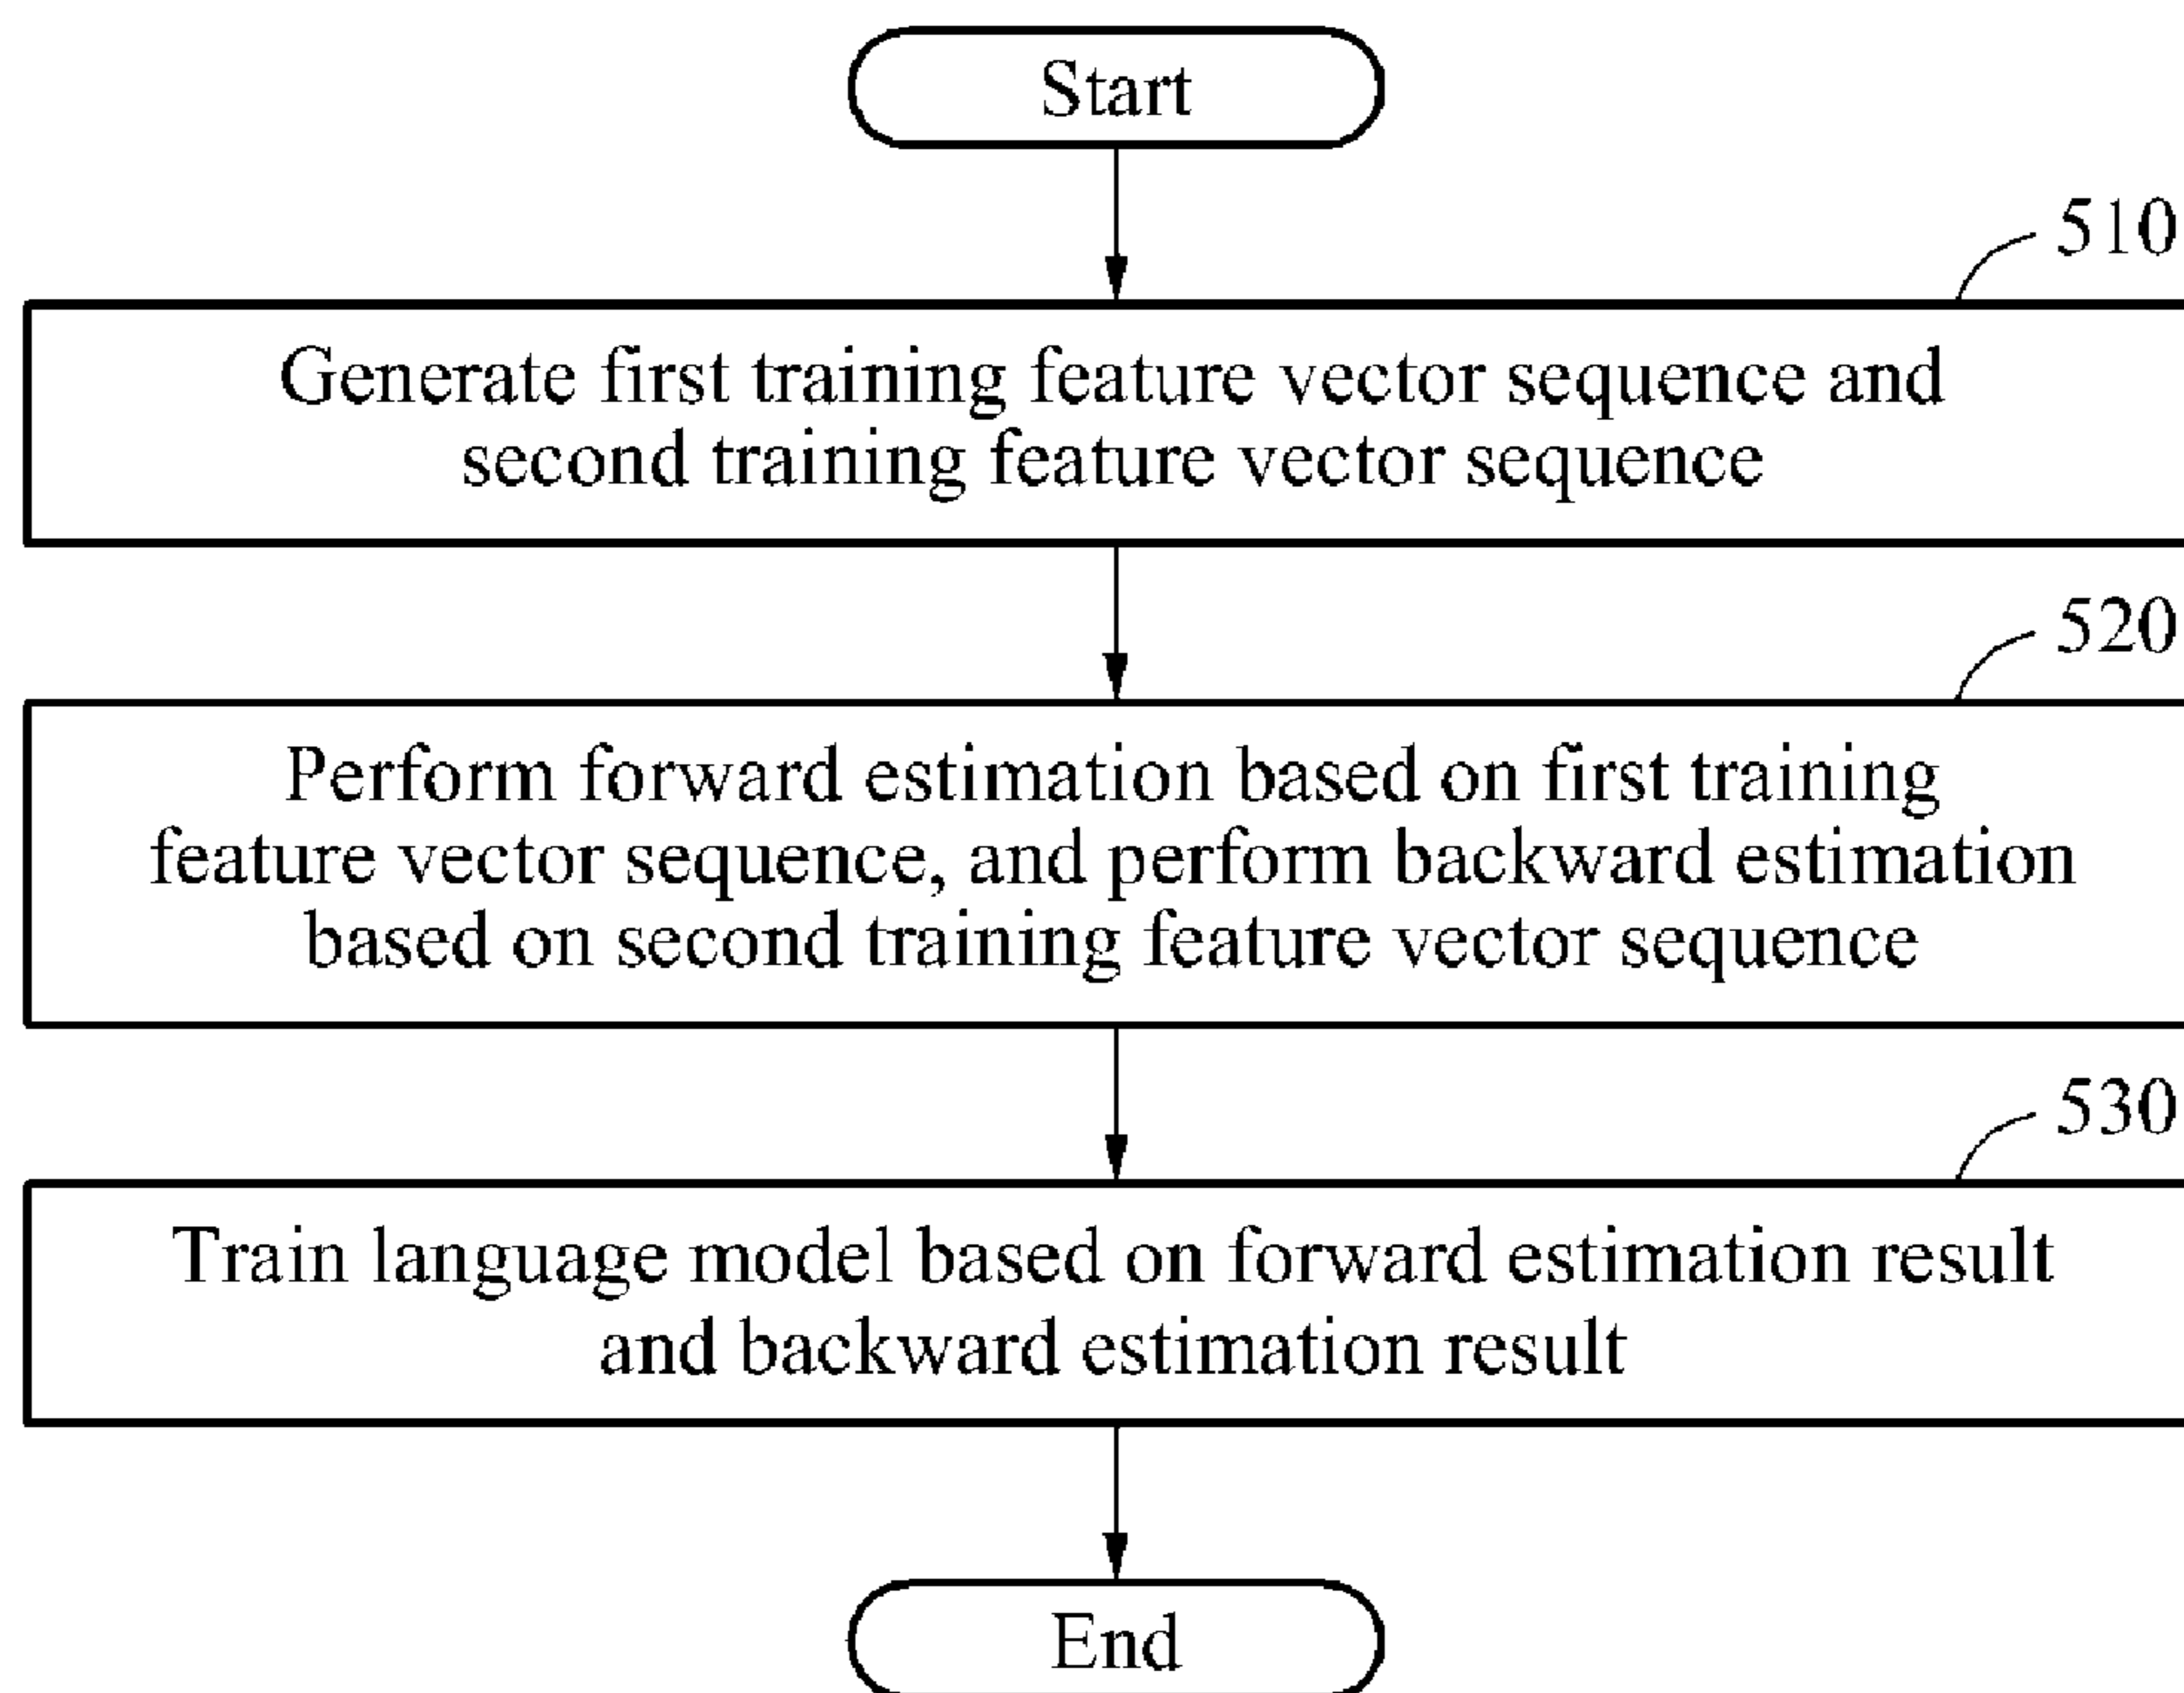 Start
510
Generate first training feature vector sequence and
second training feature vector sequence
520
Perform forward estimation based on first training
feature vector sequence, and perform backward estimation
based on second training feature vector sequence
530
Train language model based on forward estimation result
and backward estimation result
End